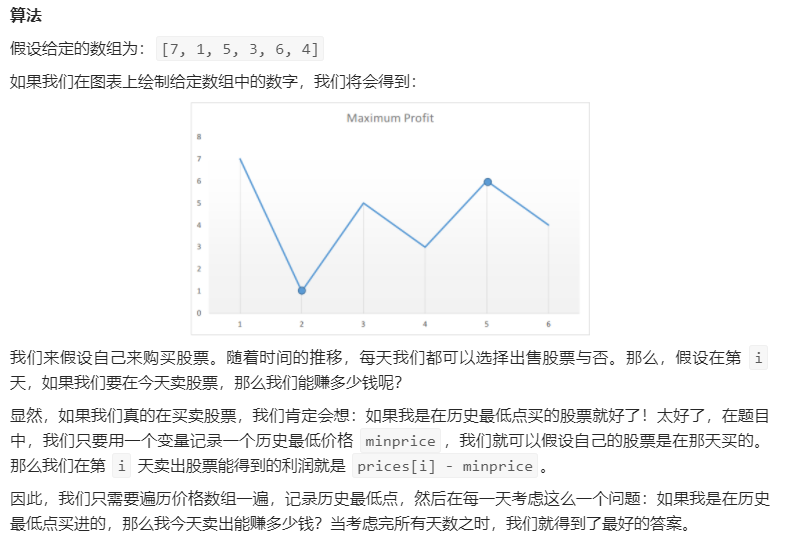 算法
假设给定的数组为：[7, 1, 5, 3, 6, 4]
如果我们在图表上绘制给定数组中的数字，我们将会得到：
Maximum Profit
8
7
6
5
4
3
2
1
0
1 2 3 4 5 6
我们来假设自己来购买股票。随着时间的推移，每天我们都可以选择出售股票与否。那么，假设在第 i
天，如果我们要在今天卖股票，那么我们能赚多少钱呢？
显然，如果我们真的在买卖股票，我们肯定会想：如果我是在历史最低点买的股票就好了！太好了，在题目
中，我们只要用一个变量记录一个历史最低价格 minprice，我们就可以假设自己的股票是在那天买的。
那么我们在第 i 天卖出股票能得到的利润就是 prices[i] - minprice。
因此，我们只需要遍历价格数组一遍，记录历史最低点，然后在每一天考虑这么一个问题：如果我是在历史
最低点买进的，那么我今天卖出能赚多少钱？当考虑完所有天数之时，我们就得到了最好的答案。